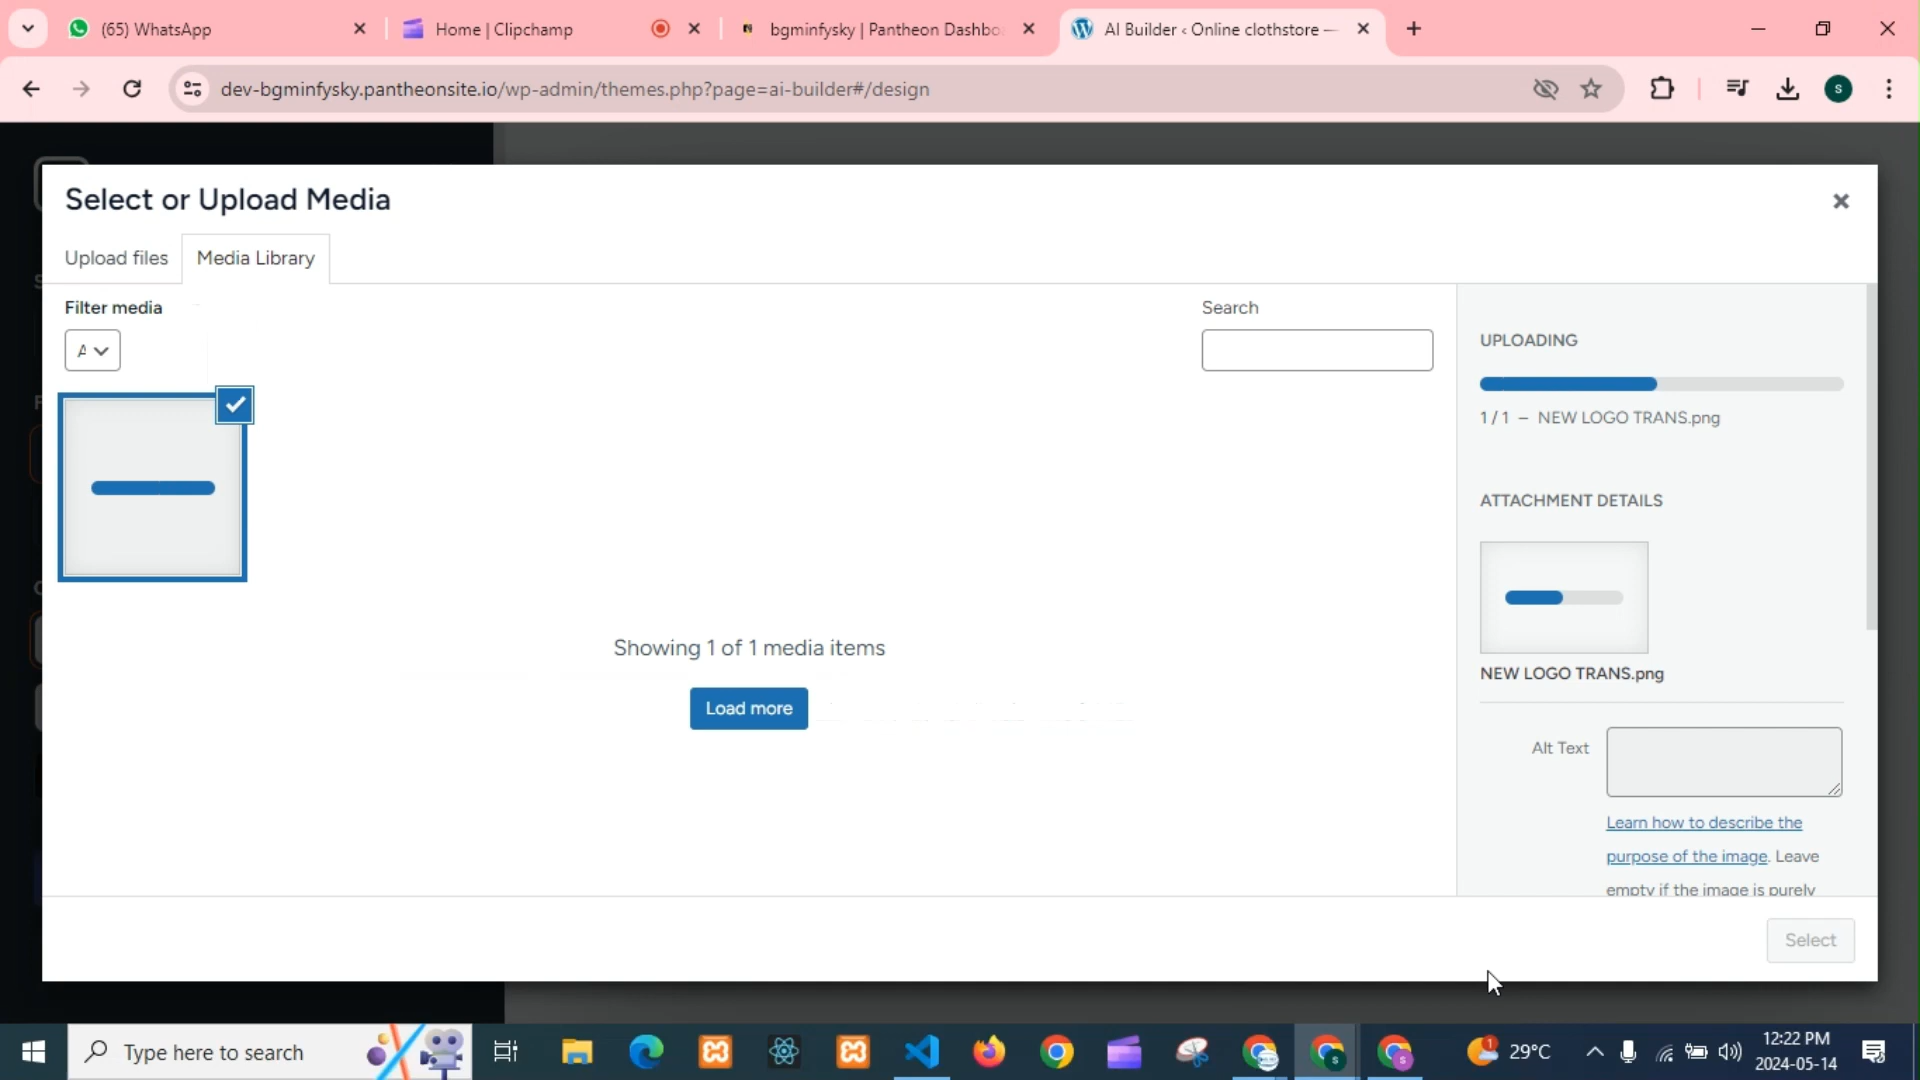 (65) WhatsApp
Home | Clipchamp
bgminfysky | Pantheon Dashbo
AI Builder ‹ Online clothstore —
dev-bgminfysky.pantheonsite.io/wp-admin/themes.php?page=ai-builder#/design
Select or Upload Media
Upload files
Media Library
Filter media
Search
UPLOADING
1 / 1 – NEW LOGO TRANS.png
ATTACHMENT DETAILS
Showing 1 of 1 media items
NEW LOGO TRANS.png
Load more
Alt Text
Learn how to describe the
purpose of the image. Leave
empty if the image is purely
Select
Type here to search
29°C
12:22 PM
2024-05-14